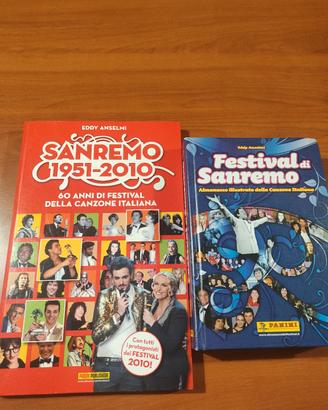 EDDY ANSELMI
SANREMO
1951-2010
60 ANNI DI FESTIVAL
DELLA CANZONE ITALIANA
Con tutti
i protagonisti
del FESTIVAL
2010!
Eddy Anselmi
Festival di
Sanremo
Almanacco illustrato della Canzone Italiana
PANINI